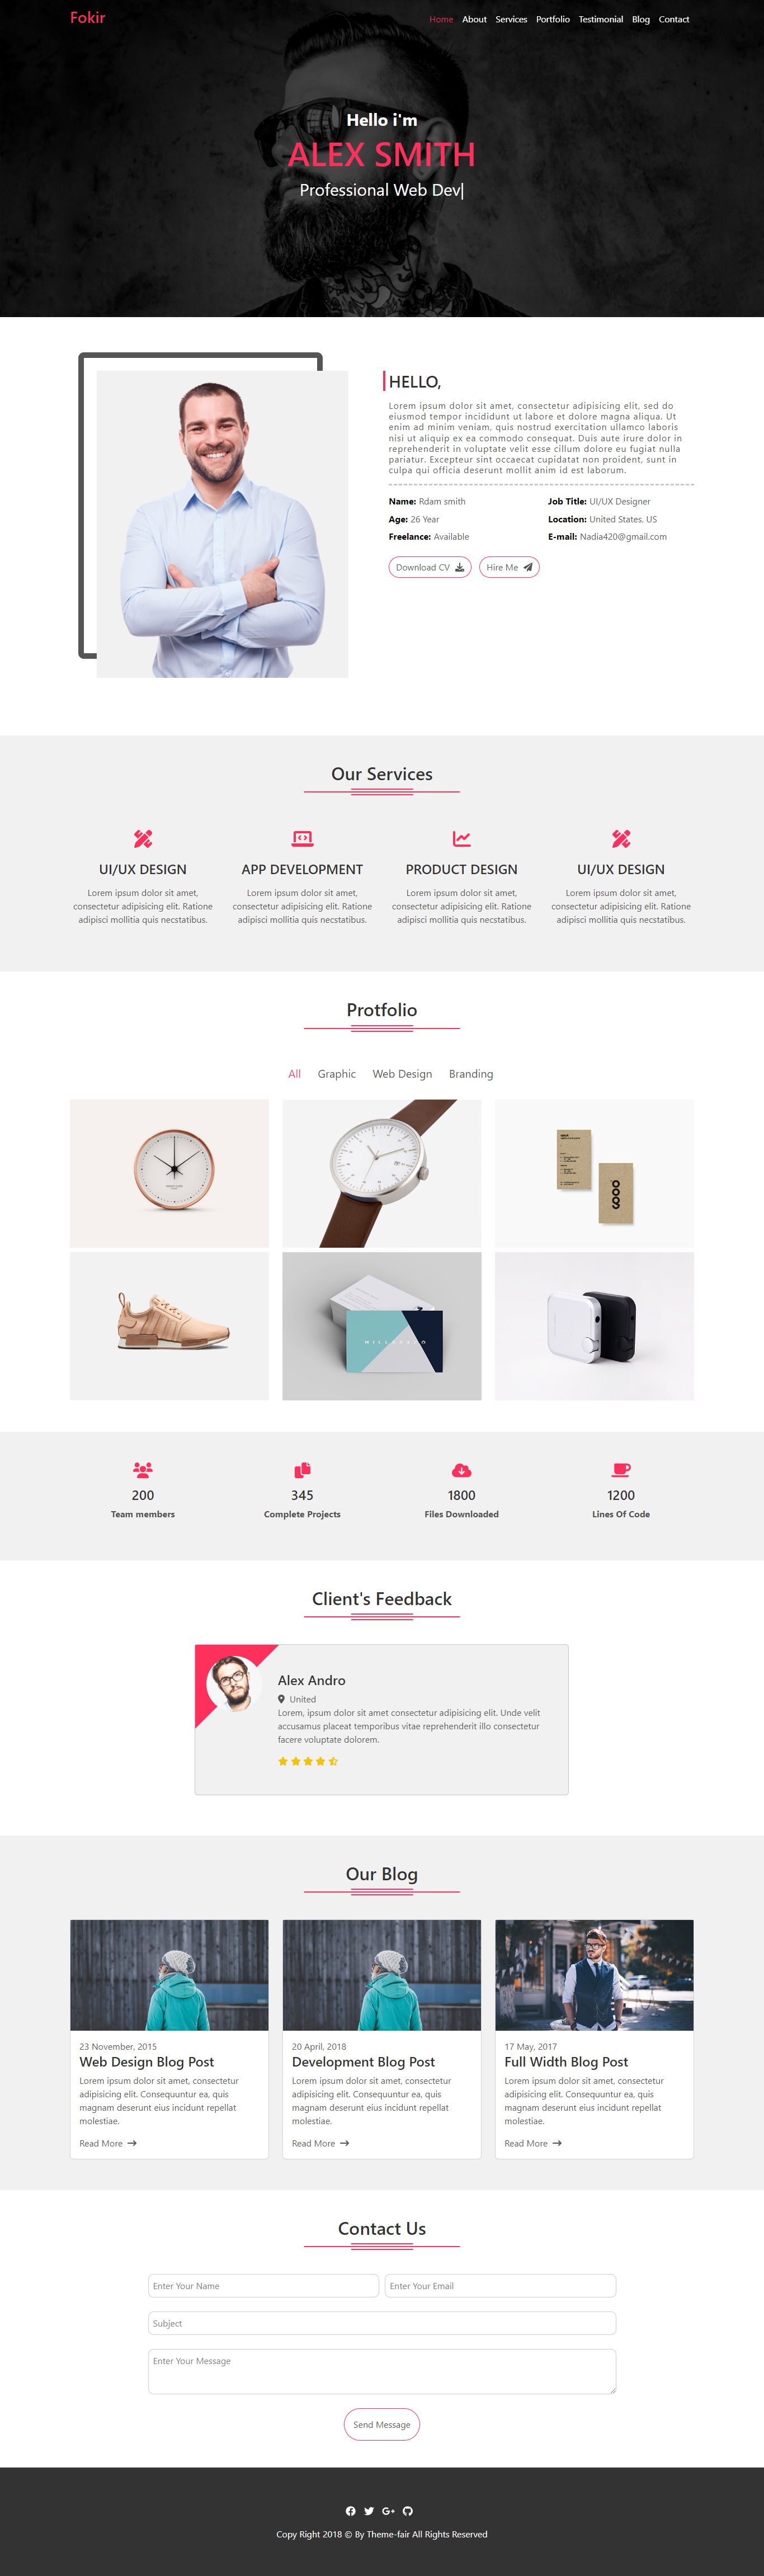 Fokir
Home About Services Portfolio Testimonial Blog Contact
Hello i'm
ALEX SMITH
Professional Web Dev|
HELLO,
Lorem ipsum dolor sit amet, consectetur adipisicing elit, sed do
eiusmod tempor incididunt ut labore et dolore magna aliqua. Ut
enim ad minim veniam, quis nostrud exercitation ullamco laboris
nisi ut aliquip ex ea commodo consequat. Duis aute irure dolor in
reprehenderit in voluptate velit esse cillum dolore eu fugiat nulla
pariatur. Excepteur sint occaecat cupidatat non proident, sunt in
culpa qui officia deserunt mollit anim id est laborum.
Name: Rdam smith
Job Title: UI/UX Designer
Age: 26 Year
Location: United States. US
Freelance: Available
E-mail: Nadia420@gmail.com
Download CV
Hire Me
Our Services
UI/UX DESIGN
Lorem ipsum dolor sit amet,
consectetur adipisicing elit. Ratione
adipisci mollitia quis necstatibus.
APP DEVELOPMENT
Lorem ipsum dolor sit amet,
consectetur adipisicing elit. Ratione
adipisci mollitia quis necstatibus.
PRODUCT DESIGN
Lorem ipsum dolor sit amet,
consectetur adipisicing elit. Ratione
adipisci mollitia quis necstatibus.
UI/UX DESIGN
Lorem ipsum dolor sit amet,
consectetur adipisicing elit. Ratione
adipisci mollitia quis necstatibus.
Protfolio
All Graphic Web Design Branding
200
Team members
345
Complete Projects
1800
Files Downloaded
1200
Lines Of Code
Client's Feedback
Alex Andro
United
Lorem, ipsum dolor sit amet consectetur adipisicing elit. Unde velit
accusamus placeat temporibus vitae reprehenderit illo consectetur
facere voluptate dolorem.
Our Blog
23 November, 2015
Web Design Blog Post
Lorem ipsum dolor sit amet, consectetur
adipisicing elit. Consequuntur ea, quis
magnam deserunt eius incidunt repellat
molestiae.
Read More
20 April, 2018
Development Blog Post
Lorem ipsum dolor sit amet, consectetur
adipisicing elit. Consequuntur ea, quis
magnam deserunt eius incidunt repellat
molestiae.
Read More
17 May, 2017
Full Width Blog Post
Lorem ipsum dolor sit amet, consectetur
adipisicing elit. Consequuntur ea, quis
magnam deserunt eius incidunt repellat
molestiae.
Read More
Contact Us
Enter Your Name
Enter Your Email
Subject
Enter Your Message
Send Message
Copy Right 2018 © By Theme-fair All Rights Reserved